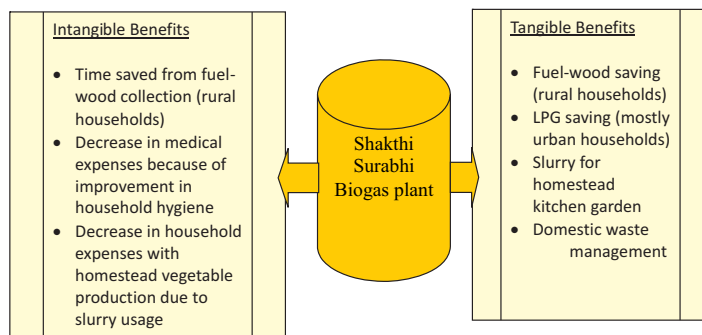 Intangible Benefits
• Time saved from fuel-
wood collection (rural
households)
• Decrease in medical
expenses because of
improvement in
household hygiene
• Decrease in household
expenses with
homestead vegetable
production due to
slurry usage
Shakthi
Surabhi
Biogas plant
Tangible Benefits
• Fuel-wood saving
(rural households)
• LPG saving (mostly
urban households)
• Slurry for
homestead
kitchen garden
• Domestic waste
management